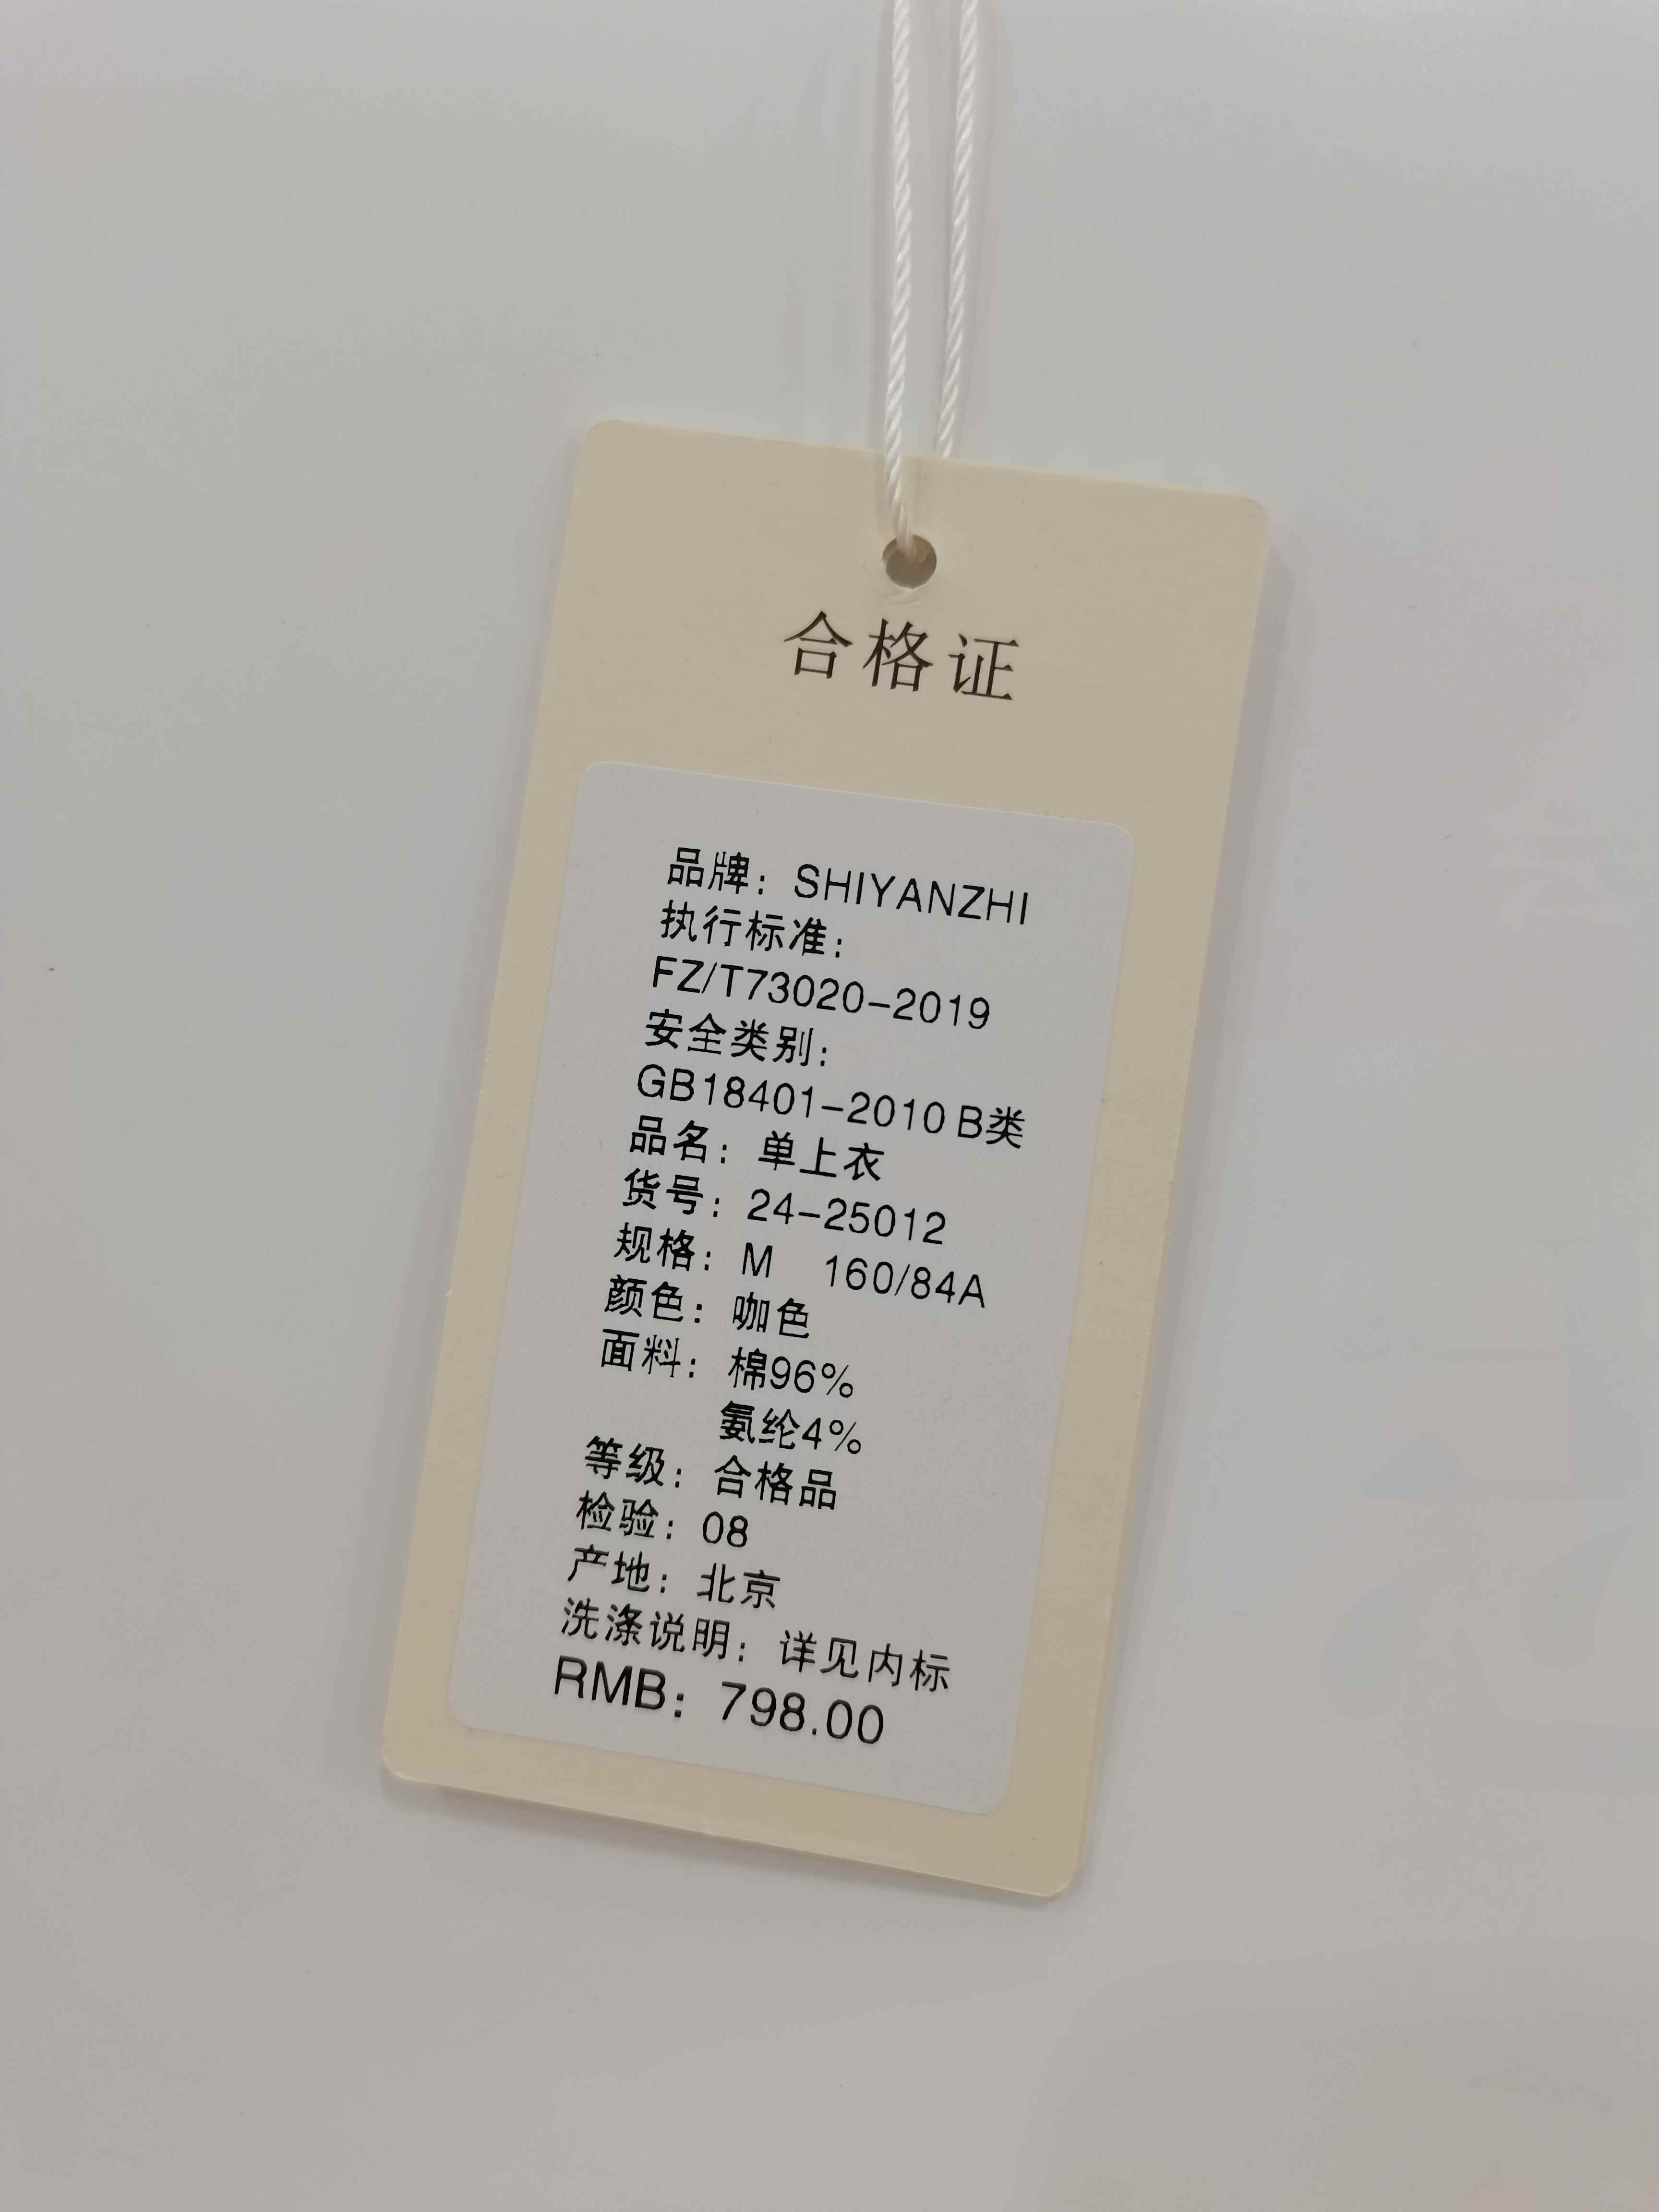 合格证
品牌：SHIYANZHI
执行标准：
FZ/T73020-2019
安全类别：
GB18401-2010 B类
品名：单上衣
货号：24-25012
规格：M 160/84A
颜色：咖色
面料：棉96%
氨纶4%
等级：合格品
检验：08
产地：北京
洗涤说明：详见内标
RMB：798.00